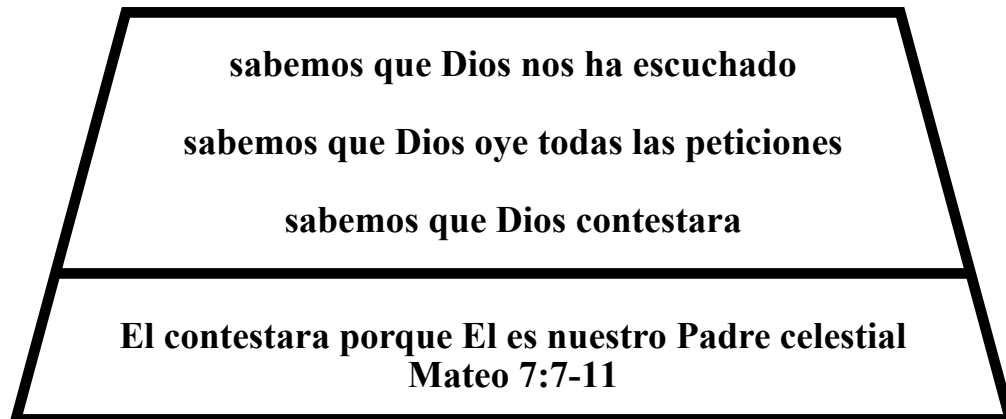 sabemos que Dios nos ha escuchado
sabemos que Dios oye todas las peticiones
sabemos que Dios contestara
El contestara porque El es nuestro Padre celestial
Mateo 7:7-11